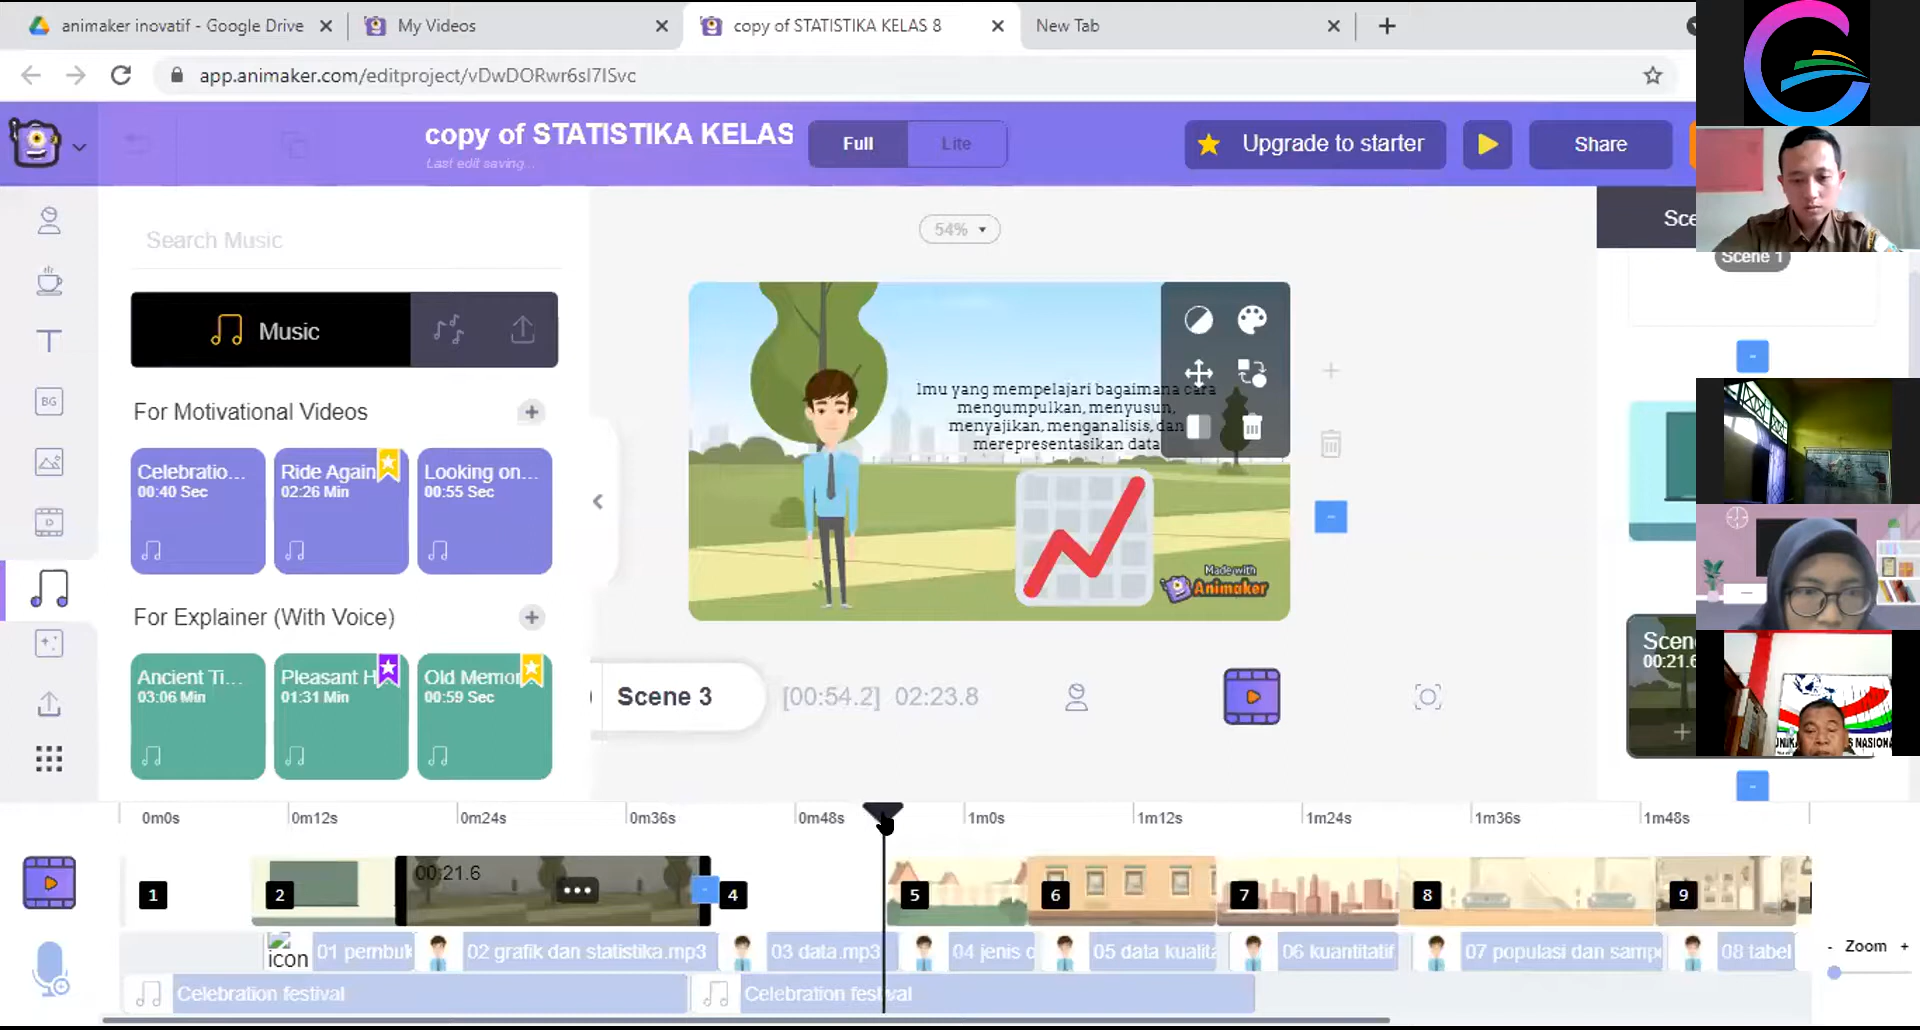 animaker inovatif - Google Drive
My Videos
copy of STATISTIKA KELAS 8
New Tab
app.animaker.com/editproject/vDwDORwr6sI7ISvc
copy of STATISTIKA KELAS
Last edit saving...
Full
Lite
Upgrade to starter
Share
Search Music
Music
For Motivational Videos
Celebratio...
00:40 Sec
Ride Again
02:26 Min
Looking on...
00:55 Sec
For Explainer (With Voice)
Ancient Ti...
03:06 Min
Pleasant H
01:31 Min
Old Memor
00:59 Sec
BG
54%
Imu yang mempelajari bagaimana cara
mengumpulkan, menyusun,
menyajikan, menganalisis, dan
merepresentasikan data
Made with
Animaker
Scene 3
[00:54.2] 02:23.8
Sce
Scene 1
Scen
00:21.6
NASIONA
0m0s
0m12s
0m24s
0m36s
0m48s
1m0s
1m12s
1m24s
1m36s
1m48s
1
2
00:21.6
4
5
6
7
8
9
icon
01 pembuk
02 grafik dan statistika.mp3
03 data.mp3
04 jenis d
05 data kualita
06 kuantitatif
07 populasi dan samp
08 tabel
- Zoom +
Celebration festival
Celebration festival